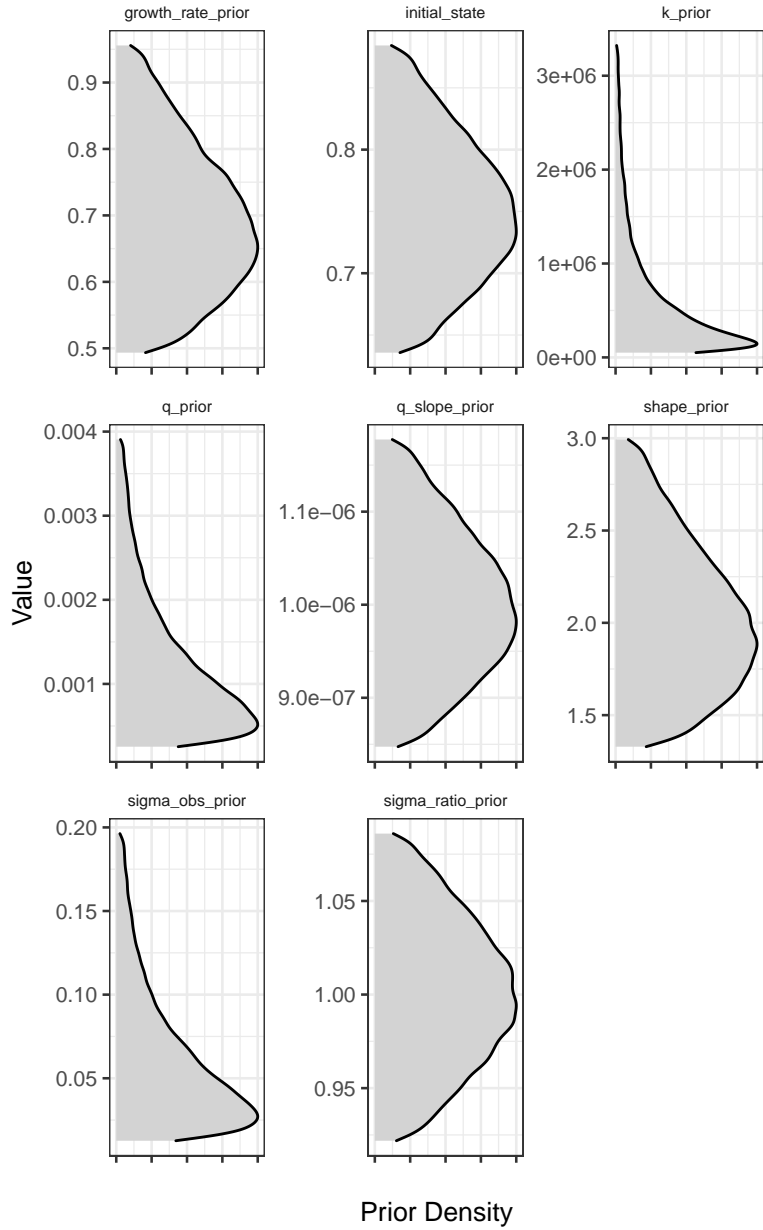 growth_rate_prior
0.9
0.8
0.7
0.6
0.5
initial_state
0.8
0.7
k_prior
3e+06
2e+06
1e+06
0e+00
q_prior
0.004
0.003
0.002
0.001
q_slope_prior
1.1e−06
1.0e−06
9.0e−07
shape_prior
3.0
2.5
2.0
1.5
sigma_obs_prior
0.20
0.15
0.10
0.05
sigma_ratio_prior
1.05
1.00
0.95
Value
Prior Density